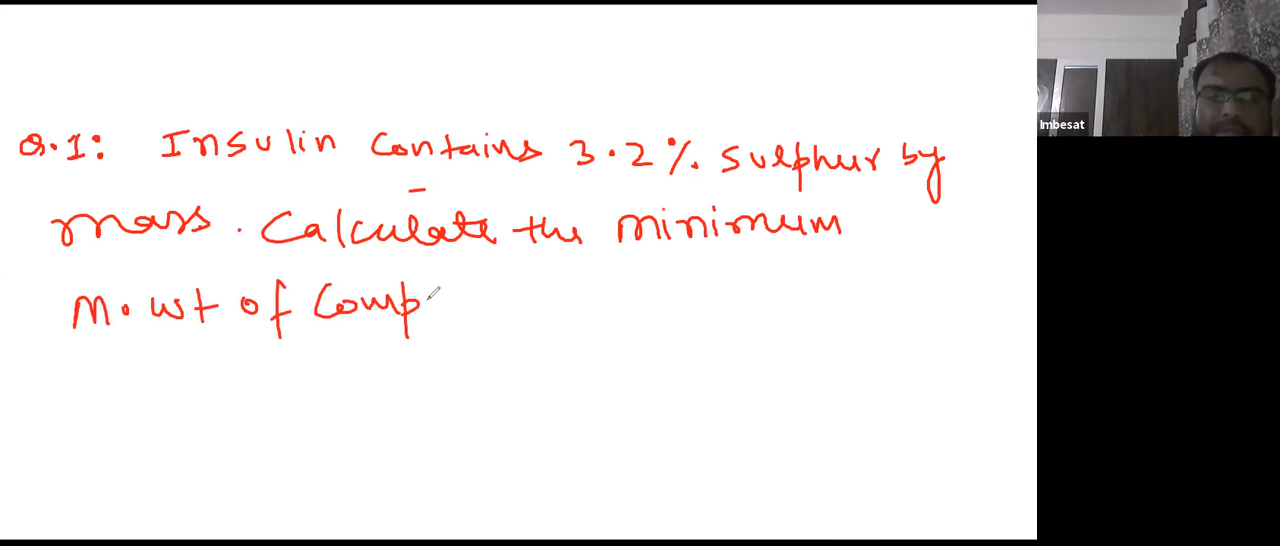 Q.1: Insulin contains 3.2% sulphur by
mass. Calculate the minimum
M.wt of comp
Imbesat